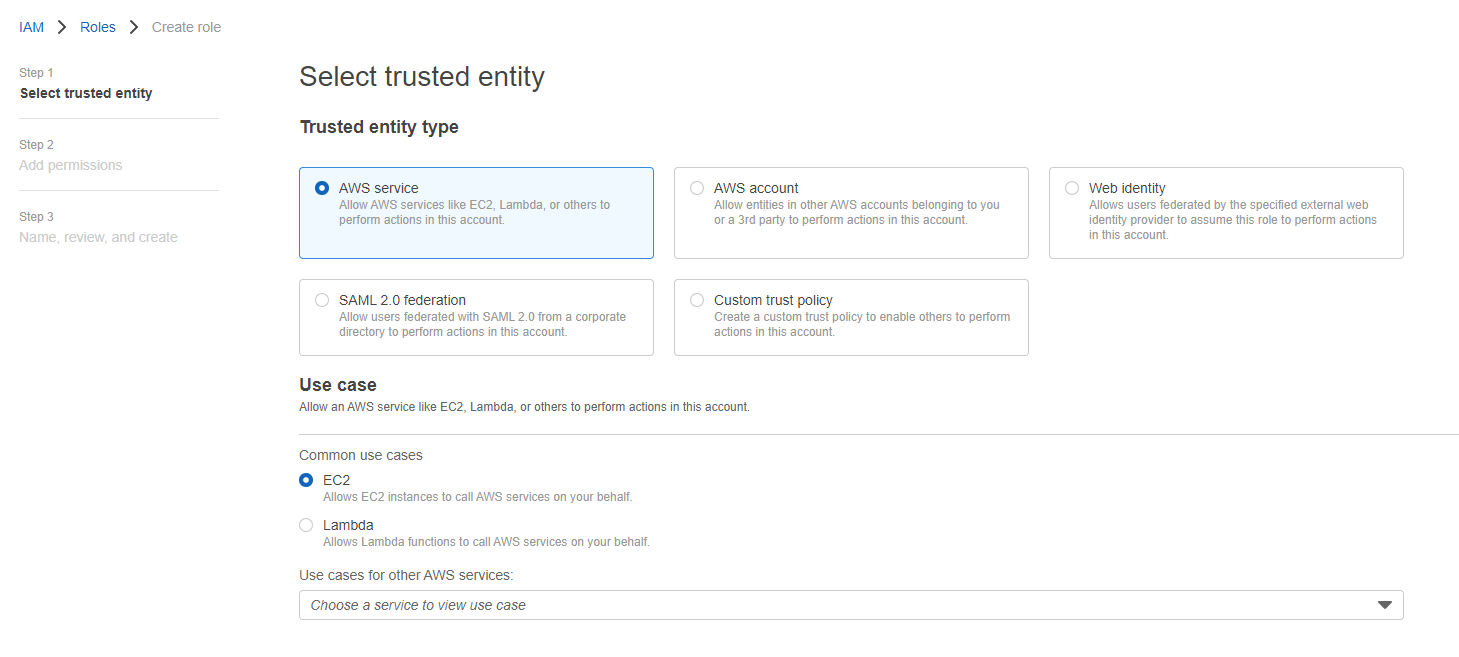 IAM Roles Create role
Step 1
Select trusted entity
Step 2
Add permissions
Step 3
Name, review, and create
Select trusted entity
Trusted entity type
AWS service
Allow AWS services like EC2, Lambda, or others to
perform actions in this account.
AWS account
Allow entities in other AWS accounts belonging to you
or a 3rd party to perform actions in this account.
Web identity
Allows users federated by the specified external web
identity provider to assume this role to perform actions
in this account.
SAML 2.0 federation
Allow users federated with SAML 2.0 from a corporate
directory to perform actions in this account.
Custom trust policy
Create a custom trust policy to enable others to perform
actions in this account.
Use case
Allow an AWS service like EC2, Lambda, or others to perform actions in this account.
Common use cases
EC2
Allows EC2 instances to call AWS services on your behalf.
Lambda
Allows Lambda functions to call AWS services on your behalf.
Use cases for other AWS services:
Choose a service to view use case